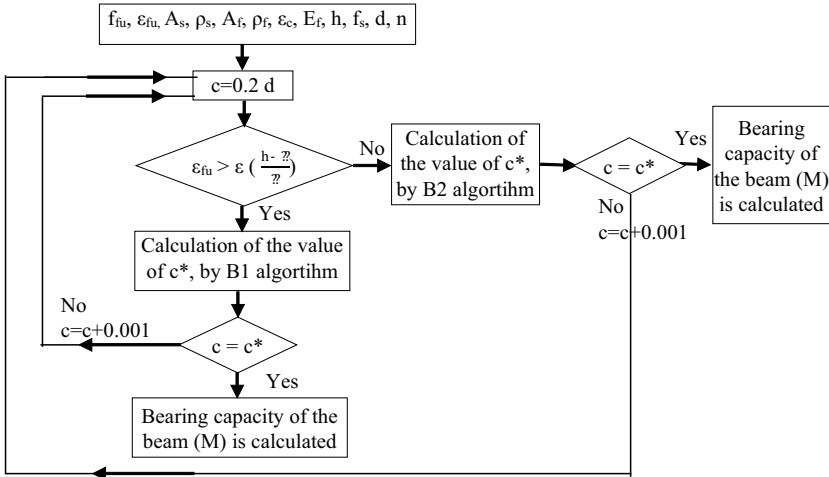 f_fu, ε_fu, A_s, ρ_s, A_f, ρ_f, ε_c, E_f, h, f_s, d, n
c=0.2 d
ε_fu > ε ( h - ⁇ / ⁇ )
No
Calculation of
the value of c*,
by B2 algortihm
c = c*
Yes
Bearing
capacity of
the beam (M)
is calculated
No
c=c+0.001
Yes
Calculation of the value
of c*, by B1 algortihm
No
c=c+0.001
c = c*
Yes
Bearing capacity of the
beam (M) is calculated